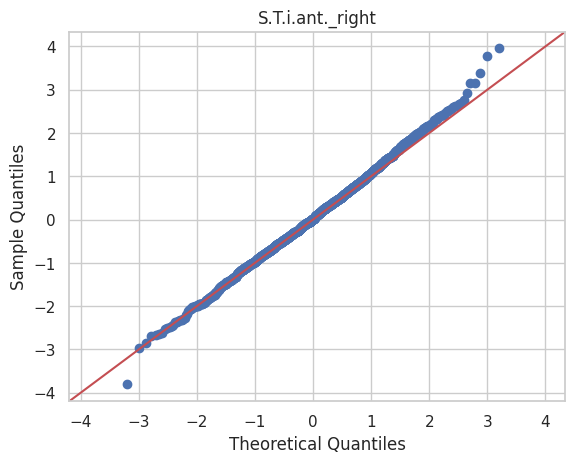 S.T.i.ant._right
4
3
2
1
0
−1
−2
−3
−4
Sample Quantiles
−4 −3 −2 −1 0 1 2 3 4
Theoretical Quantiles